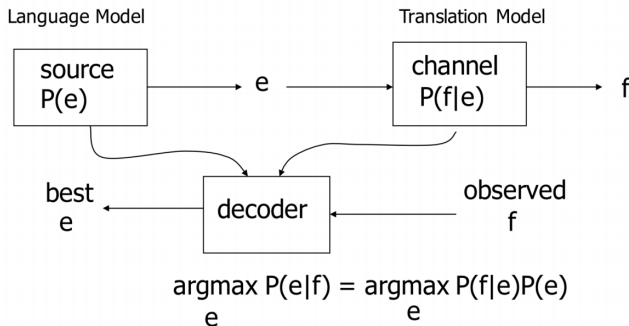 Language Model
Translation Model
source
P(e)
e
channel
P(f|e)
f
best
e
decoder
observed
f
argmax P(e|f) = argmax P(f|e)P(e)
e e